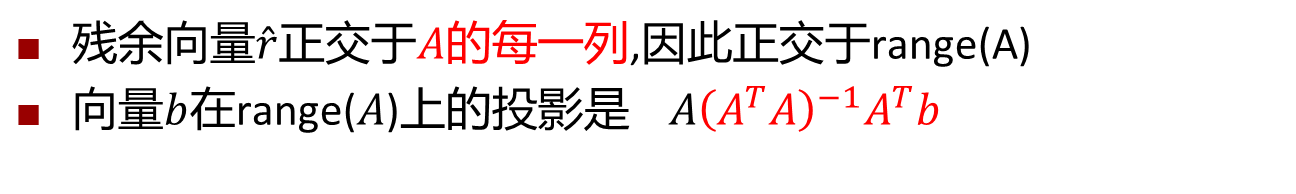 ■ 残余向量r̂正交于A的每一列,因此正交于range(A)
■ 向量b在range(A)上的投影是 A(AᵀA)⁻¹Aᵀb